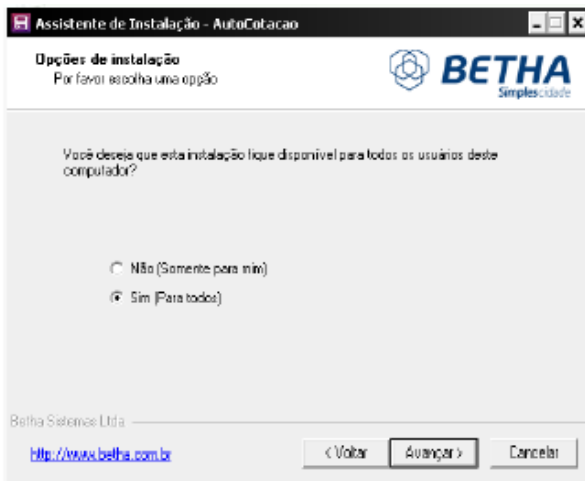 Assistente de Instalação - AutoCotacao
Opções de instalação
Por favor escolha uma opção
BETHA
Simplescidade
Você deseja que esta instalação fique disponível para todos os usuários deste
computador?
Não (Somente para mim)
Sim (Para todos)
Betha Sistemas Ltda
http://www.betha.com.br
< Voltar
Avançar >
Cancelar